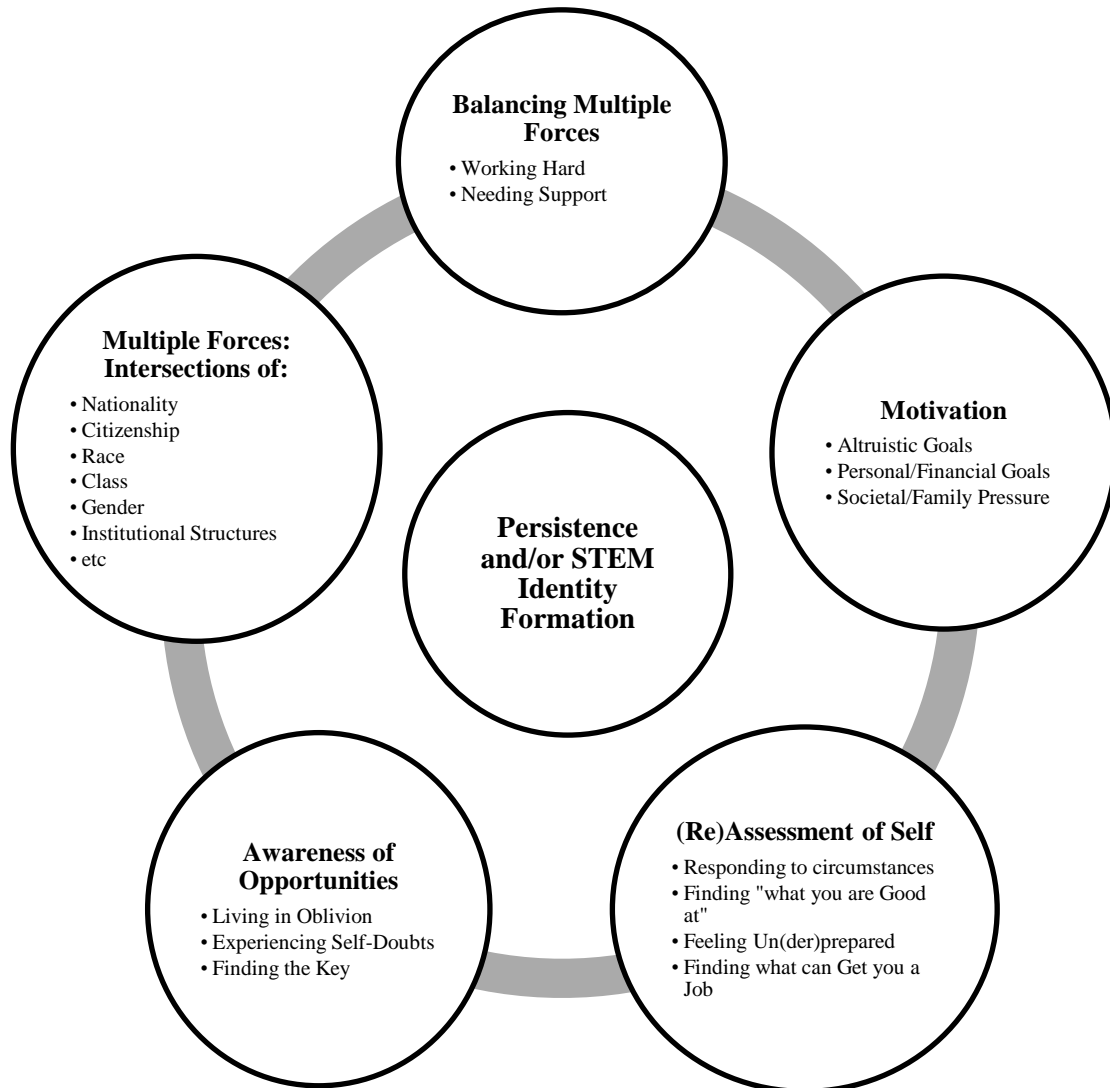 Balancing Multiple
Forces
• Working Hard
• Needing Support
Multiple Forces:
Intersections of:
• Nationality
• Citizenship
• Race
• Class
• Gender
• Institutional Structures
• etc
Motivation
• Altruistic Goals
• Personal/Financial Goals
• Societal/Family Pressure
Persistence
and/or STEM
Identity
Formation
Awareness of
Opportunities
• Living in Oblivion
• Experiencing Self-Doubts
• Finding the Key
(Re)Assessment of Self
• Responding to circumstances
• Finding "what you are Good
at"
• Feeling Un(der)prepared
• Finding what can Get you a
Job